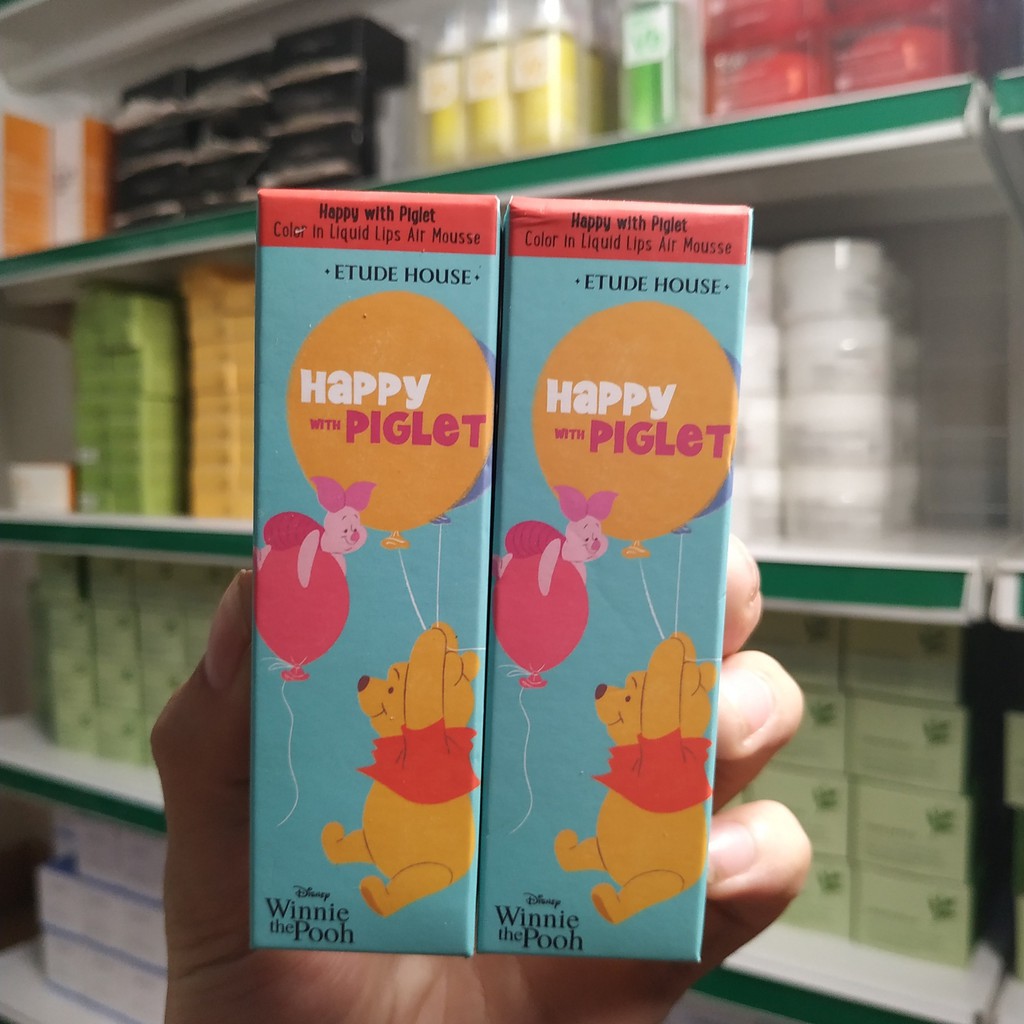 Happy with Piglet
Color in Liquid Lips Air Mousse
ETUDE HOUSE
HAPPY
WITH PIGLET
Disney
Winnie
the Pooh
Happy with Piglet
Color in Liquid Lips Air Mousse
ETUDE HOUSE
HAPPY
WITH PIGLET
Disney
Winnie
the Pooh